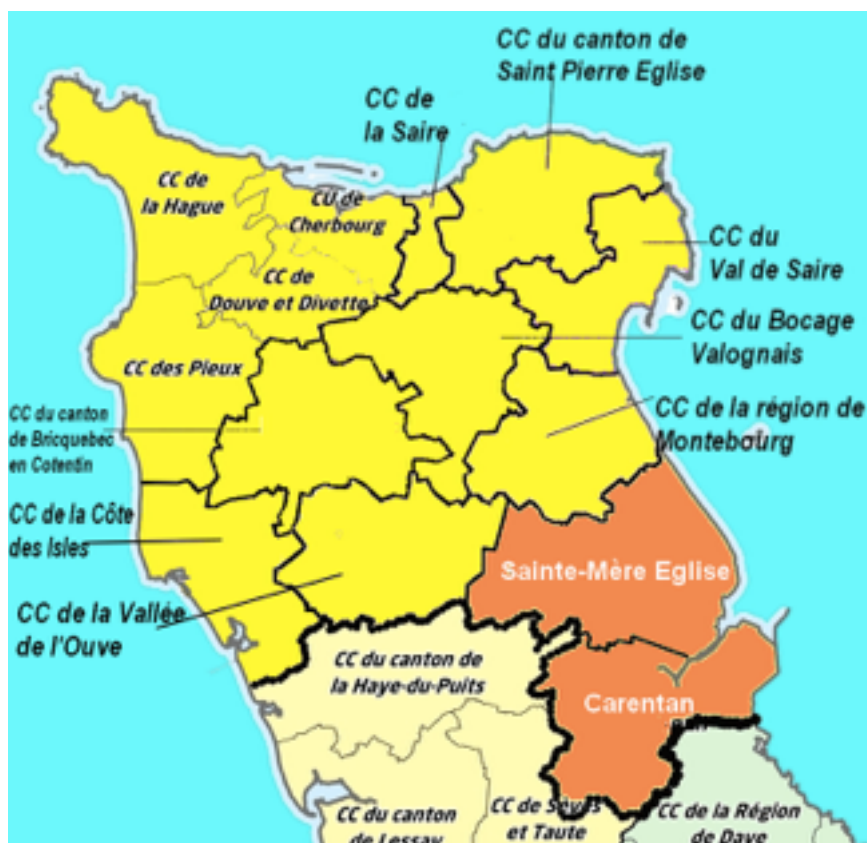 CC du canton de
Saint Pierre Eglise
CC de
la Saire
CC de
la Hague
CU de
Cherbourg
CC du
Val de Saire
CC de
Douve et Divette
CC du Bocage
Valognais
CC des Pieux
CC du canton
de Bricquebec
en Cotentin
CC de la région de
Montebourg
CC de la Côte
des Isles
Sainte-Mère Eglise
CC de la Vallée
de l'Ouve
CC du canton de
la Haye-du-Puits
Carentan
CC du canton
de Lessay
CC de Sèves
et Taute
CC de la Région
de